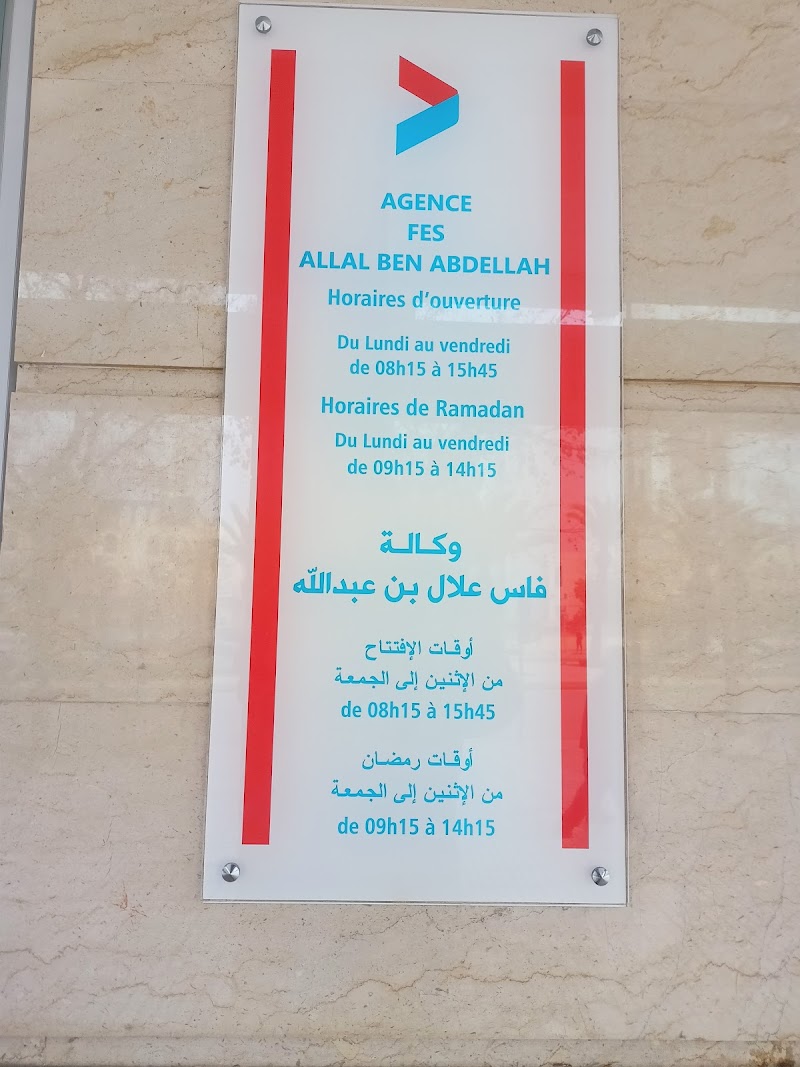 AGENCE
FES
ALLAL BEN ABDELLAH
Horaires d'ouverture
Du Lundi au vendredi
de 08h15 à 15h45
Horaires de Ramadan
Du Lundi au vendredi
de 09h15 à 14h15
وكالة
فاس علال بن عبدالله
أوقات الإفتتاح
من الإثنين إلى الجمعة
de 08h15 à 15h45
أوقات رمضان
من الإثنين إلى الجمعة
de 09h15 à 14h15